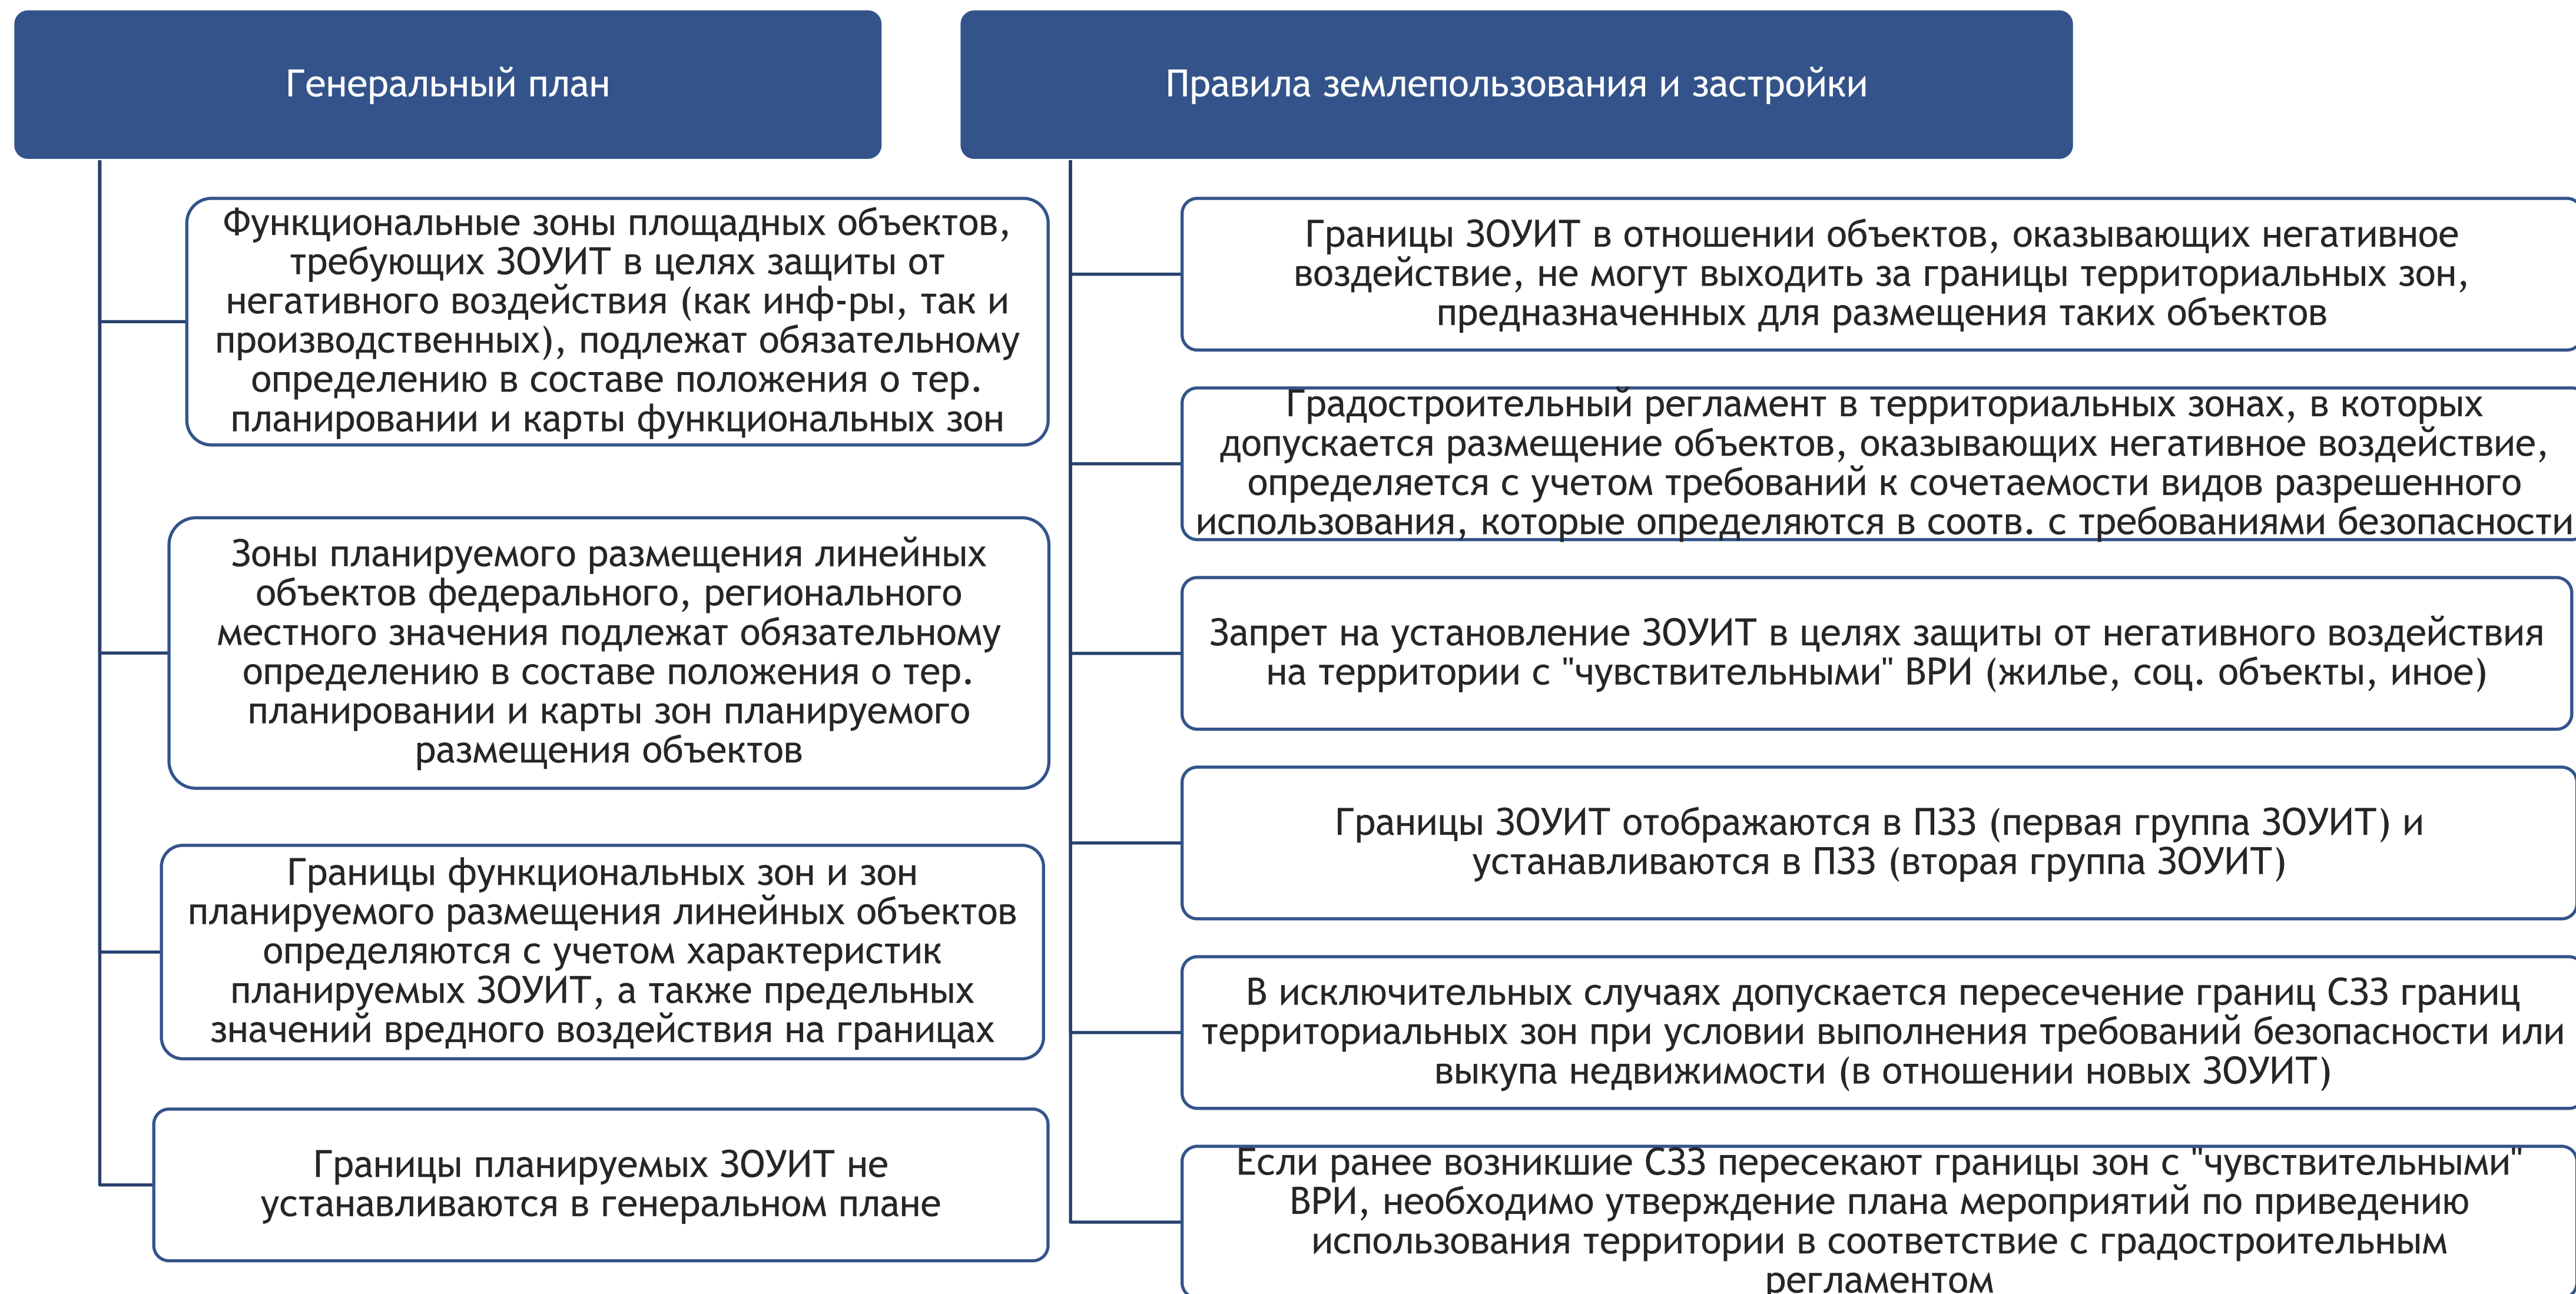 Генеральный план
Функциональные зоны площадных объектов,
требующих ЗОУИТ в целях защиты от
негативного воздействия (как инф-ры, так и
производственных), подлежат обязательному
определению в составе положения о тер.
планировании и карты функциональных зон
Зоны планируемого размещения линейных
объектов федерального, регионального
местного значения подлежат обязательному
определению в составе положения о тер.
планировании и карты зон планируемого
размещения объектов
Границы функциональных зон и зон
планируемого размещения линейных объектов
определяются с учетом характеристик
планируемых ЗОУИТ, а также предельных
значений вредного воздействия на границах
Границы планируемых ЗОУИТ не
устанавливаются в генеральном плане
Правила землепользования и застройки
Границы ЗОУИТ в отношении объектов, оказывающих негативное
воздействие, не могут выходить за границы территориальных зон,
предназначенных для размещения таких объектов
Градостроительный регламент в территориальных зонах, в которых
допускается размещение объектов, оказывающих негативное воздействие,
определяется с учетом требований к сочетаемости видов разрешенного
использования, которые определяются в соотв. с требованиями безопасности
Запрет на установление ЗОУИТ в целях защиты от негативного воздействия
на территории с "чувствительными" ВРИ (жилье, соц. объекты, иное)
Границы ЗОУИТ отображаются в ПЗЗ (первая группа ЗОУИТ) и
устанавливаются в ПЗЗ (вторая группа ЗОУИТ)
В исключительных случаях допускается пересечение границ СЗЗ границ
территориальных зон при условии выполнения требований безопасности или
выкупа недвижимости (в отношении новых ЗОУИТ)
Если ранее возникшие СЗЗ пересекают границы зон с "чувствительными"
ВРИ, необходимо утверждение плана мероприятий по приведению
использования территории в соответствие с градостроительным
регламентом